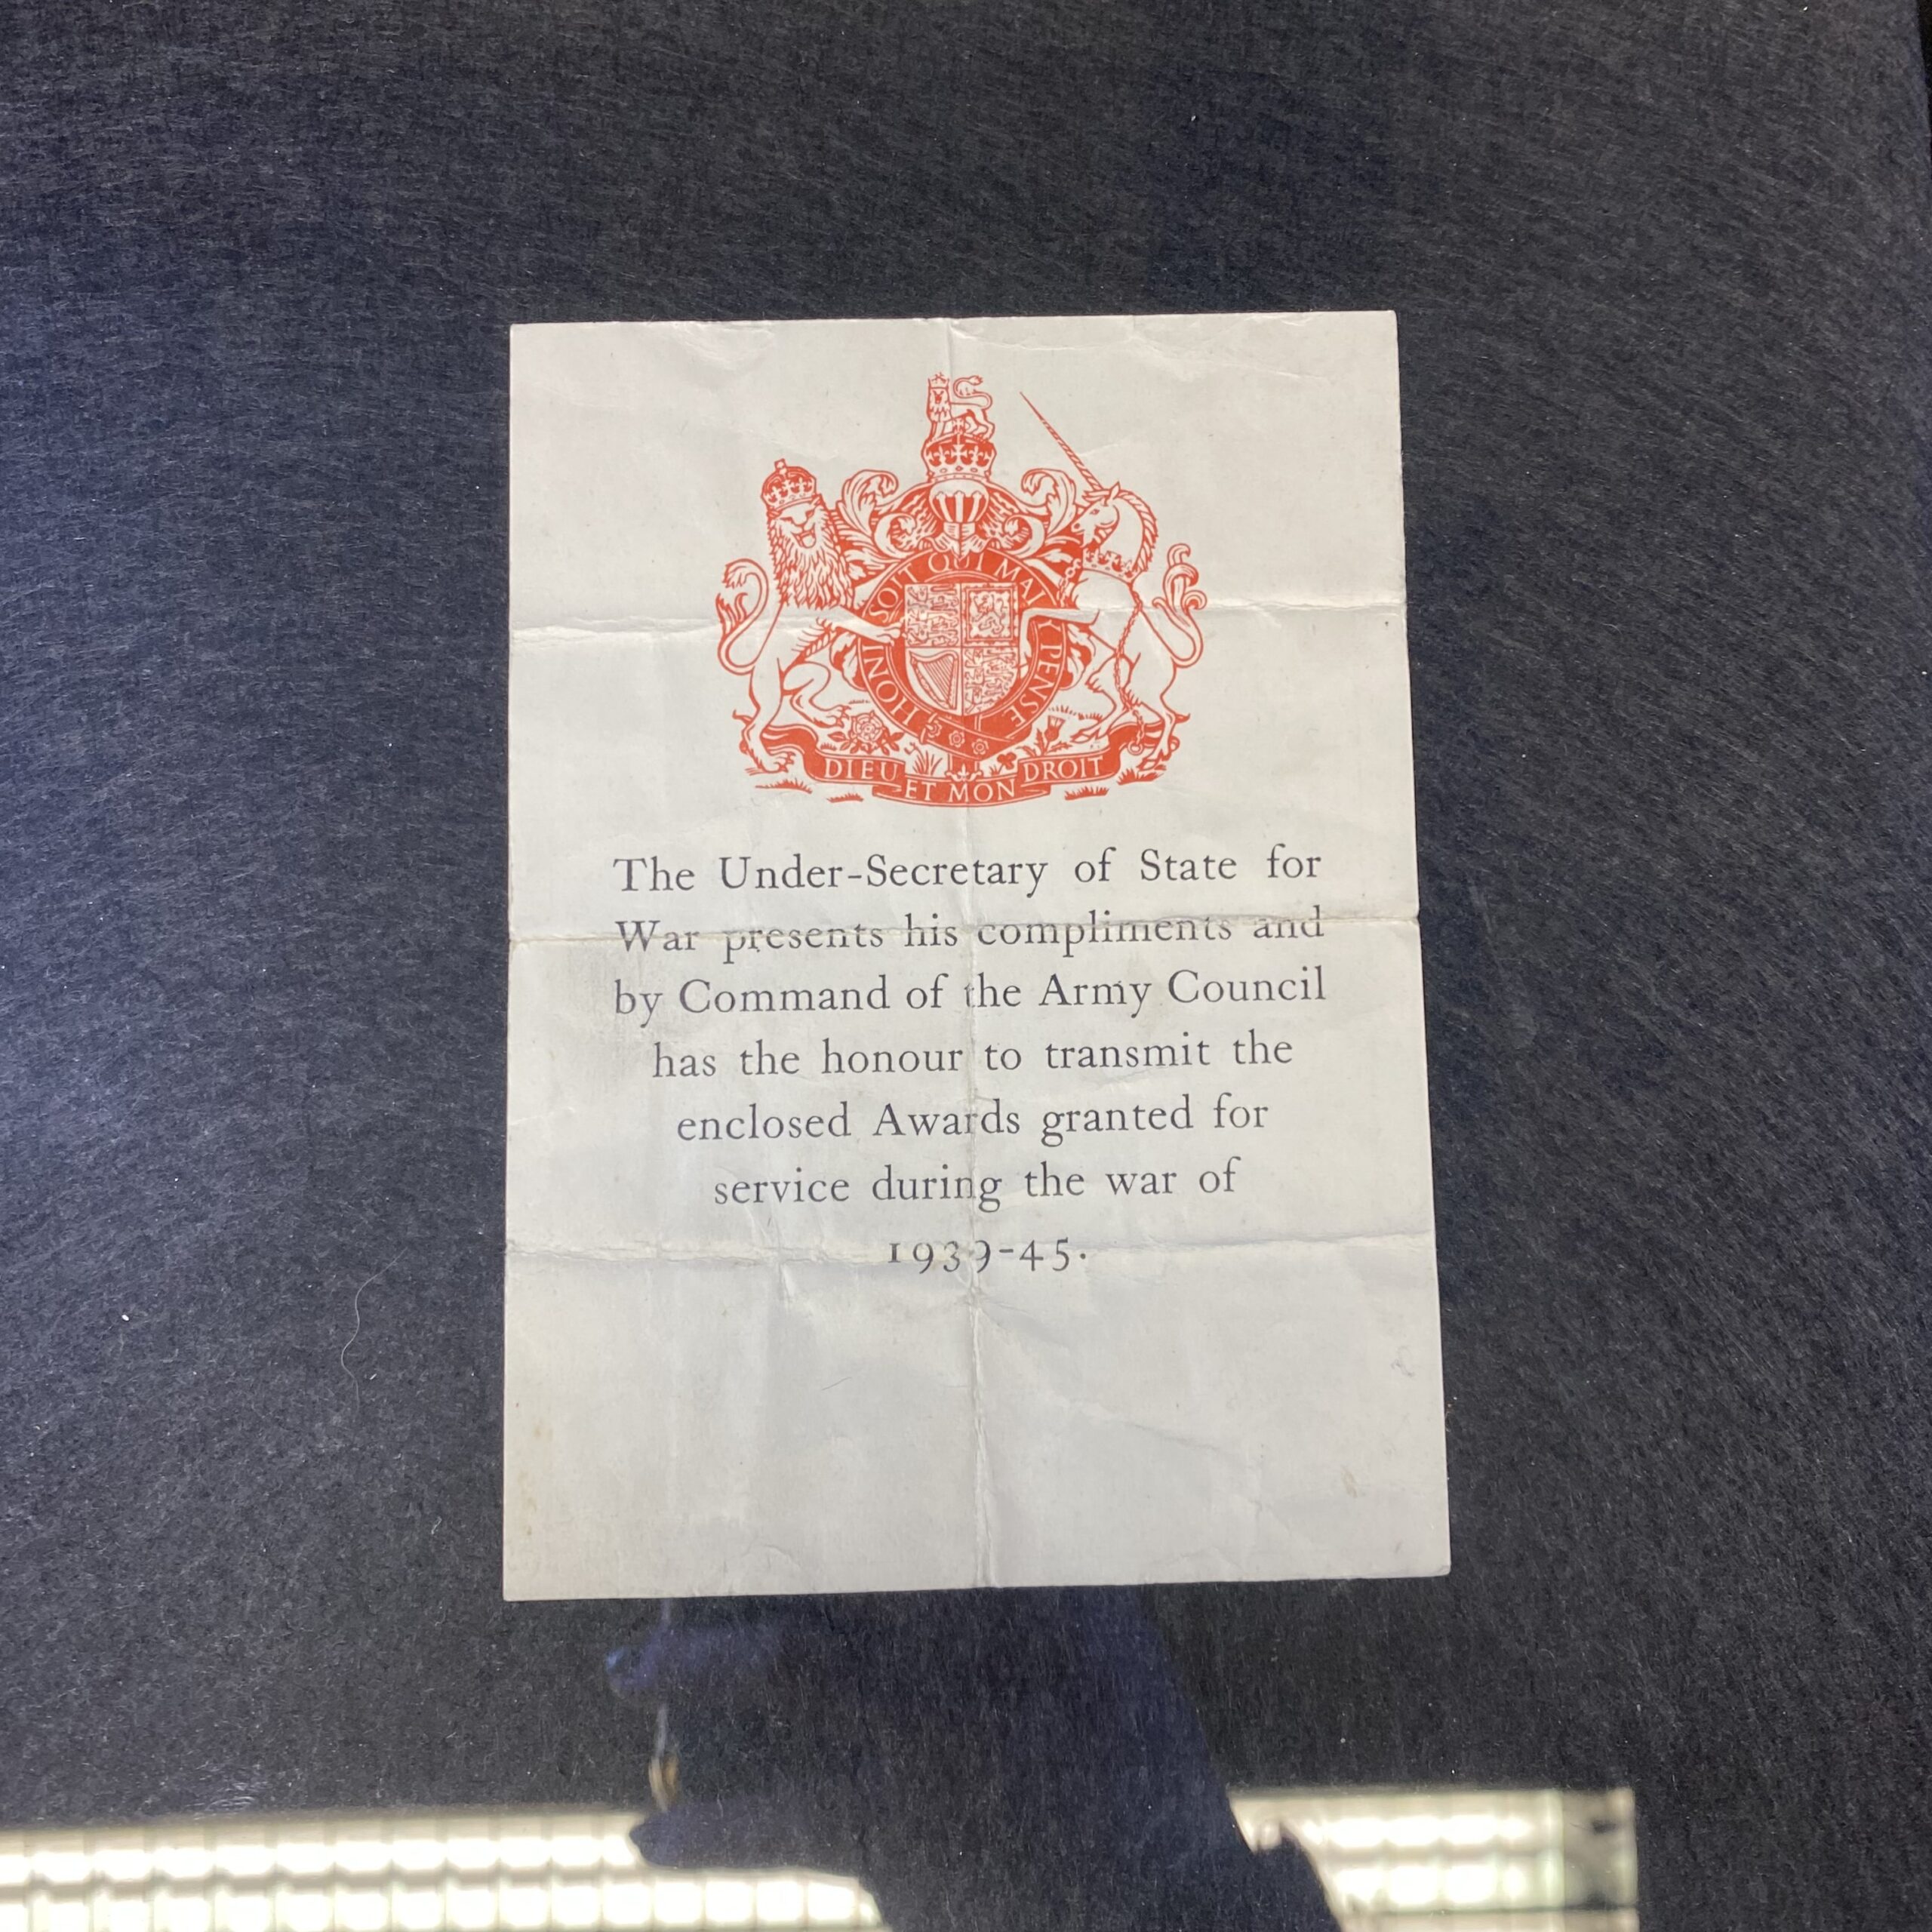 HONI SOIT QUI MAL Y PENSE
DIEU ET MON DROIT
The Under-Secretary of State for
War presents his compliments and
by Command of the Army Council
has the honour to transmit the
enclosed Awards granted for
service during the war of
1939-45.